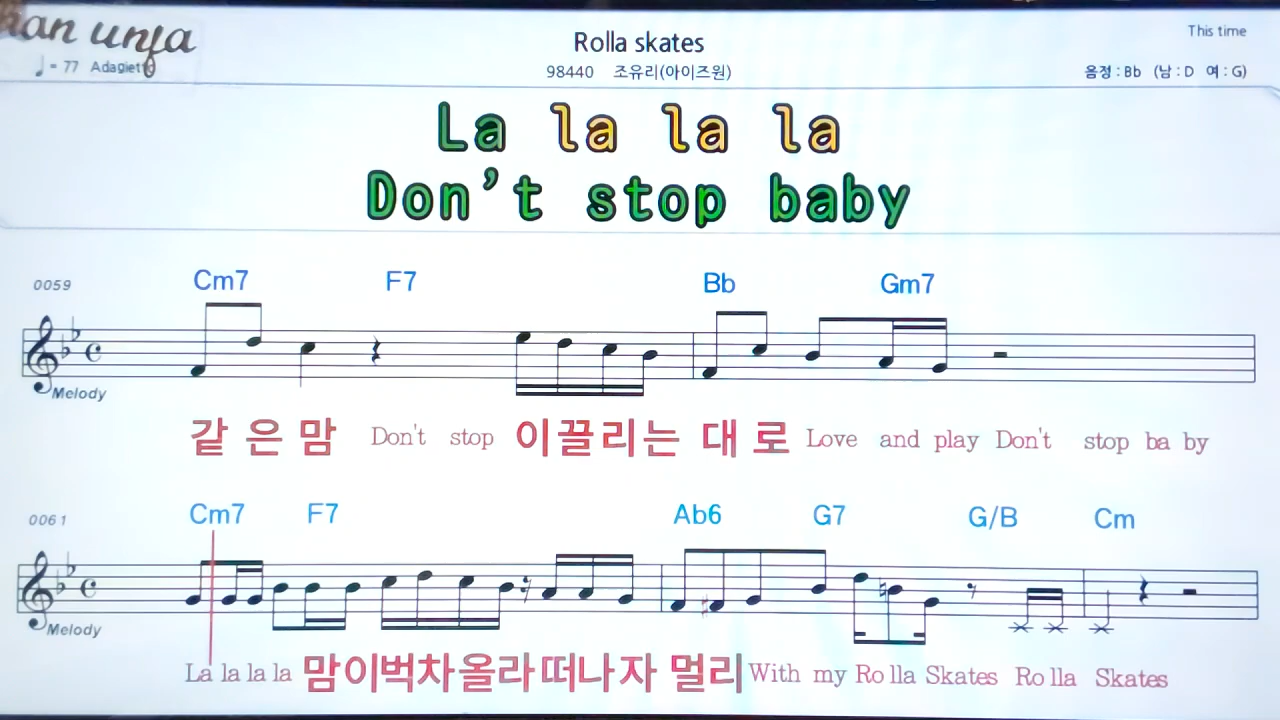 unja
This time
Rolla skates
♩= 77 Adagietto
98440 조유리(아이즈원)
음정 : Bb (남 : D 여 : G)
La la la la
Don't stop baby
0059 Cm7 F7 Bb Gm7
Melody
같은맘 Don't stop 이끌리는 대로 Love and play Don't stop ba by
0061 Cm7 F7 Ab6 G7 G/B Cm
Melody
La la la la 맘이벅차올라떠나자 멀리 With my Ro lla Skates Ro lla Skates